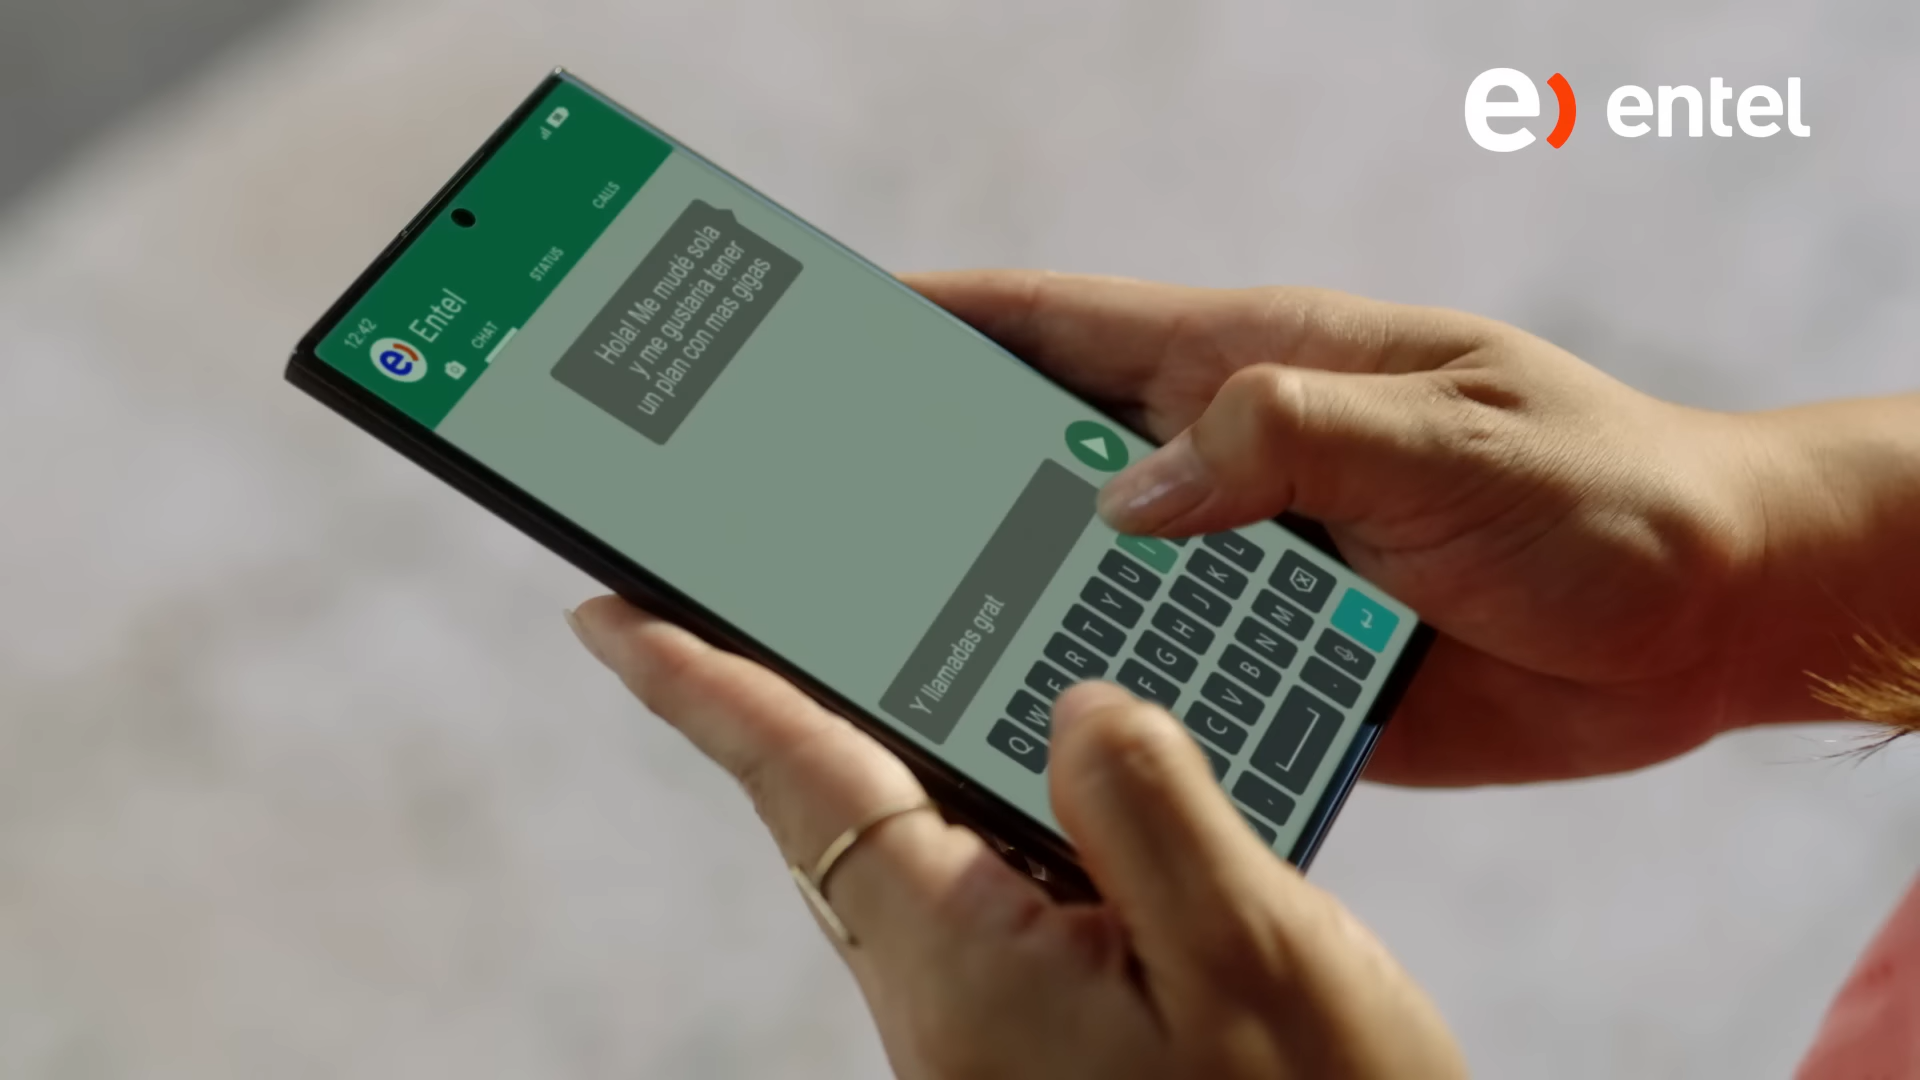 entel
12:42
Entel
CHAT
STATUS
CALLS
Hola! Me mudé sola
y me gustaria tener
un plan con mas gigas
Y llamadas grat
Q W E R T Y U I
F G H J K L
C V B N M